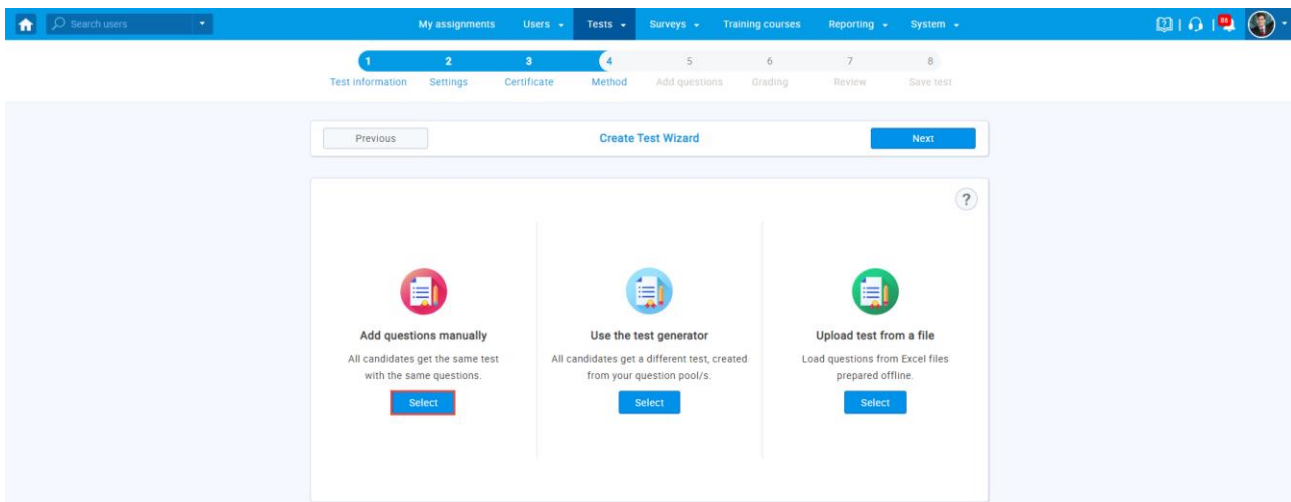 Search users
My assignments Users Tests Surveys Training courses Reporting System
88
1 2 3 4 5 6 7 8
Test information Settings Certificate Method Add questions Grading Review Save test
Previous Create Test Wizard Next
?
Add questions manually
All candidates get the same test
with the same questions.
Select
Use the test generator
All candidates get a different test, created
from your question pool/s.
Select
Upload test from a file
Load questions from Excel files
prepared offline.
Select